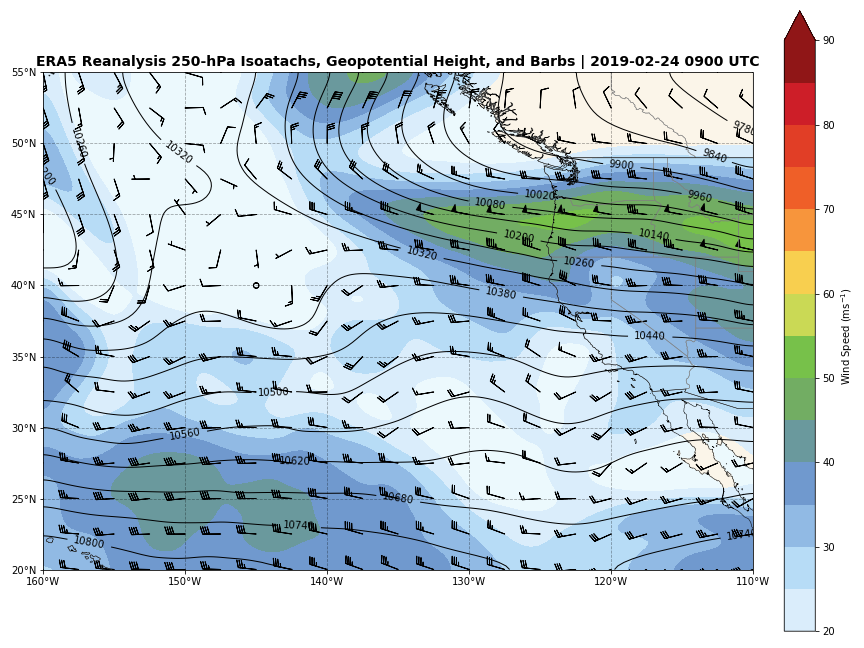 ERA5 Reanalysis 250-hPa Isoatachs, Geopotential Height, and Barbs | 2019-02-24 0900 UTC
55°N
50°N
45°N
40°N
35°N
30°N
25°N
20°N
160°W
150°W
140°W
130°W
120°W
110°W
10260
10320
9780
9840
9900
9960
10020
10080
10140
10200
10260
10320
10380
10440
10500
10560
10620
10680
10740
10800
90
80
70
60
50
40
30
20
Wind Speed (ms⁻¹)